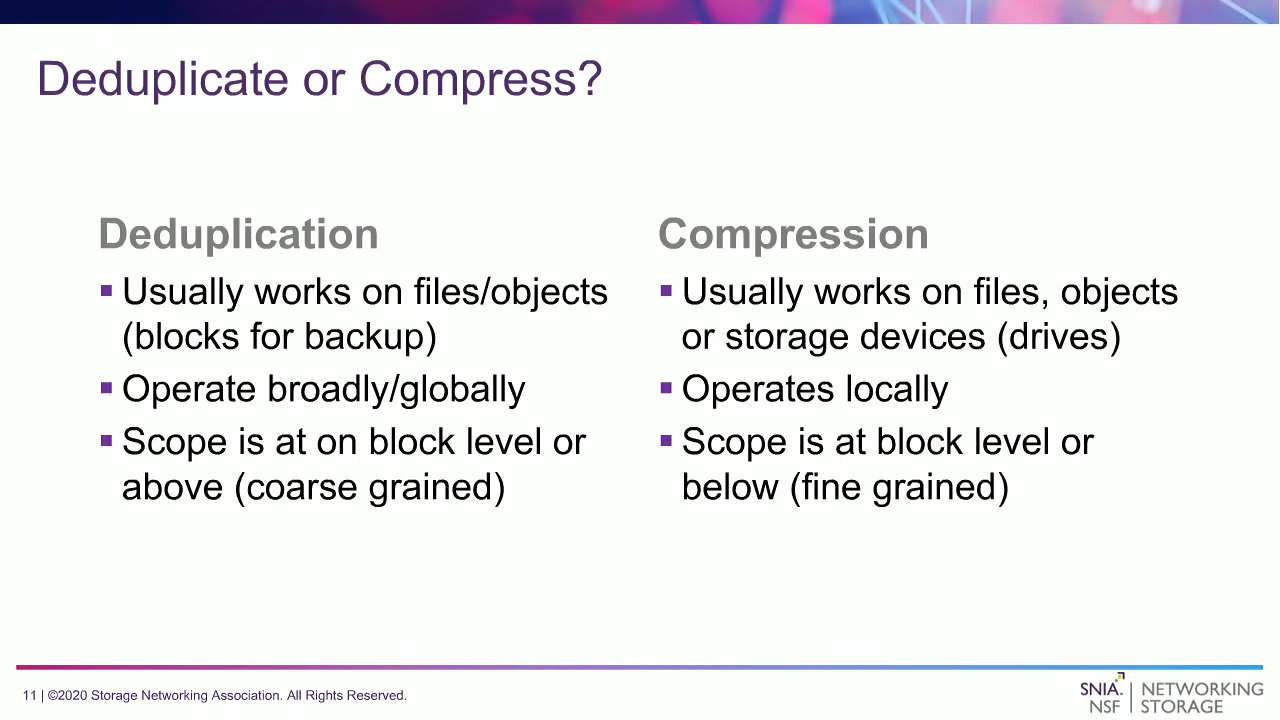 Deduplicate or Compress?
Deduplication
▪ Usually works on files/objects
(blocks for backup)
▪ Operate broadly/globally
▪ Scope is at on block level or
above (coarse grained)
Compression
▪ Usually works on files, objects
or storage devices (drives)
▪ Operates locally
▪ Scope is at block level or
below (fine grained)
11 | ©2020 Storage Networking Association. All Rights Reserved.
SNIA™ | NETWORKING
NSF | STORAGE